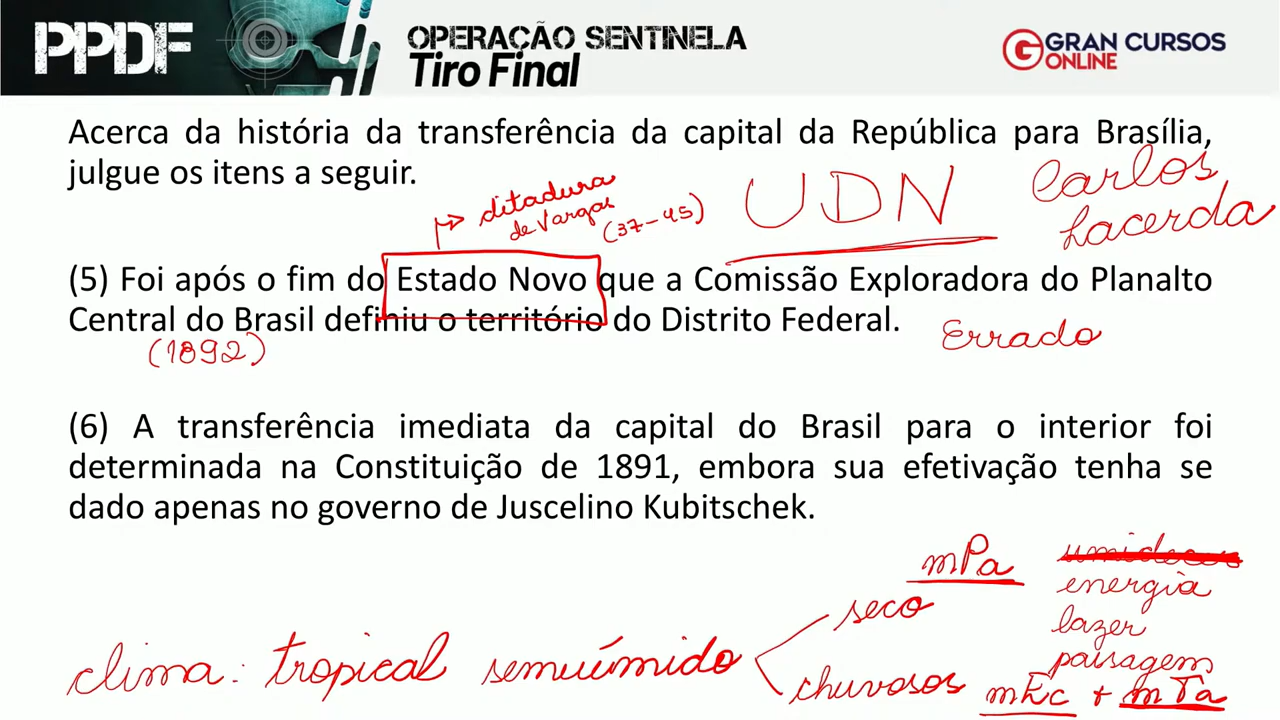 PPDF
OPERAÇÃO SENTINELA
Tiro Final
GRAN CURSOS
ONLINE
Acerca da história da transferência da capital da República para Brasília,
julgue os itens a seguir.
ditadura
de Vargas
(37-45)
UDN
Carlos
Lacerda
(5) Foi após o fim do Estado Novo que a Comissão Exploradora do Planalto
Central do Brasil definiu o território do Distrito Federal.
(1892)
Errado
(6) A transferência imediata da capital do Brasil para o interior foi
determinada na Constituição de 1891, embora sua efetivação tenha se
dado apenas no governo de Juscelino Kubitschek.
mPa
energia
seco
lazer
clima: tropical semiúmido
paisagem
chuvosos mEc + mTa